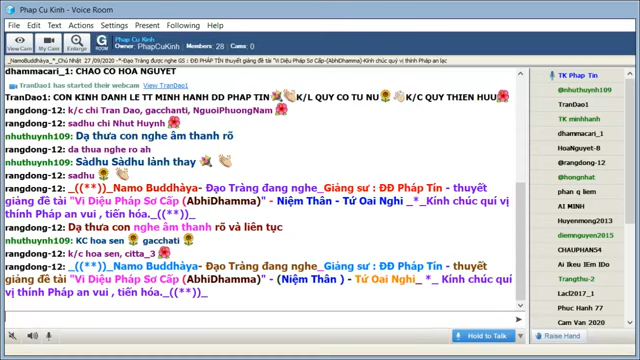 Phap Cu Kinh - Voice Room
File Edit Text Actions Settings Present Following Help
View Cam My Cam Enlarge G ROOM
Phap Cu Kinh
Owner: PhapCuKinh Members: 28 Cams: 0
_NamoBuddhàya_*_Chủ Nhật 27 /09/2020 -*-Đạo Tràng được nghe GS : ĐĐ Pháp Tín thuyết giảng đề tài "Vi Diệu Pháp Sơ Cấp-(AbhiDhamma)-Kính chúc quý vị thính Pháp an lạc
dhammacari_1: CHAO CO HOA NGUYET
TranDao1 has started their webcam View TranDao1
TranDao1: CON KINH DANH LE TT MINH HANH DD PHAP TIN K/L QUY CO TU NU K/C QUY THIEN HUU
rangdong-12: k/c chi Tran Dao, gacchanti, NguoiPhuongNam
rangdong-12: sadhu chi Nhut Huynh
nhuthuynh109: Dạ thưa con nghe âm thanh rõ
rangdong-12: da thua nghe ro ah
nhuthuynh109: Sàdhu Sàdhu lành thay
rangdong-12: sadhu
rangdong-12: _((**))_Namo Buddhàya- Đạo Tràng đang nghe_Giảng sư : ĐĐ Pháp Tín - thuyết
giảng đề tài "Vi Diệu Pháp Sơ Cấp (AbhiDhamma)" - Niệm Thân - Tứ Oai Nghi _*_ Kính chúc quí vị
thính Pháp an vui , tiến hóa._((**))_
rangdong-12: Dạ thưa con nghe âm thanh rõ và liên tục
nhuthuynh109: KC hoa sen gacchati
rangdong-12: k/c hoa sen, citta_3
rangdong-12: _((**))_Namo Buddhàya- Đạo Tràng đang nghe_Giảng sư : ĐĐ Pháp Tín - thuyết
giảng đề tài "Vi Diệu Pháp Sơ Cấp (AbhiDhamma)" - (Niệm Thân ) - Tứ Oai Nghi_ *_ Kính chúc quí
vị thính Pháp an vui , tiến hóa._((**))_
Hold to Talk
TK Phap Tin
@nhuthuynh109
TranDao1
TK minhhanh
dhammacari_1
HoaNguyet-8
@rangdong-12
@hongnhat
phan q liem
AI MINH
Huyenmong2013
diemnguyen2015
CHAUPHAN54
Ai Ikeu IEm IDo
Trangthu-2
Lacl2017_1
Phuc Hanh 77
Cam Van 2020
Raise Hand